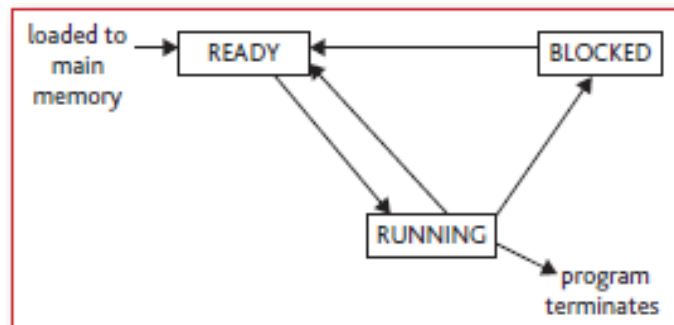 loaded to
main
memory
READY
BLOCKED
RUNNING
program
terminates